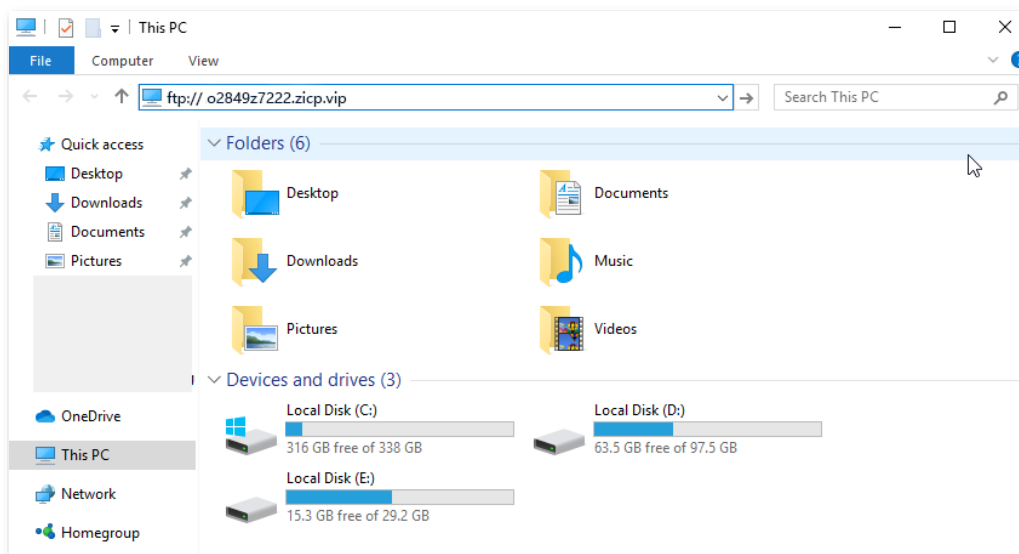 This PC
File Computer View
ftp:// o2849z7222.zicp.vip Search This PC
Quick access
Desktop
Downloads
Documents
Pictures
OneDrive
This PC
Network
Homegroup
Folders (6)
Desktop Documents
Downloads Music
Pictures Videos
Devices and drives (3)
Local Disk (C:) Local Disk (D:)
316 GB free of 338 GB 63.5 GB free of 97.5 GB
Local Disk (E:)
15.3 GB free of 29.2 GB